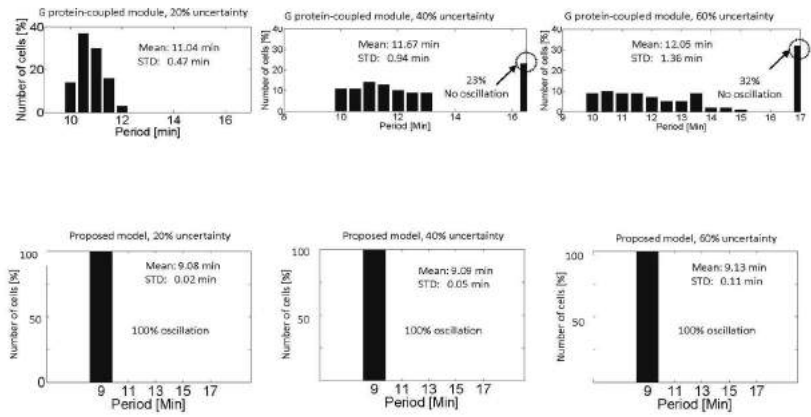 G protein-coupled module, 20% uncertainty
Number of cells [%]
40
20
0
10
12
14
16
Period [min]
Mean: 11.04 min
STD: 0.47 min
G protein-coupled module, 40% uncertainty
Number of cells [%]
40
30
20
10
0
8
10
12
14
16
Period [Min]
Mean: 11.67 min
STD: 0.94 min
23%
No oscillation
G protein-coupled module, 60% uncertainty
Number of cells [%]
40
30
20
10
0
9
10
11
12
13
14
15
16
17
Period [Min]
Mean: 12.05 min
STD: 1.36 min
32%
No oscillation
Proposed model, 20% uncertainty
Number of cells [%]
100
50
0
9 11 13 15 17
Period [Min]
Mean: 9.08 min
STD: 0.02 min
100% oscillation
Proposed model, 40% uncertainty
Number of cells [%]
100
50
9 11 13 15 17
Period [Min]
Mean: 9.09 min
STD: 0.05 min
100% oscillation
Proposed model, 60% uncertainty
Number of cells [%]
100
50
9 11 13 15 17
Period [Min]
Mean: 9.13 min
STD: 0.11 min
100% oscillation